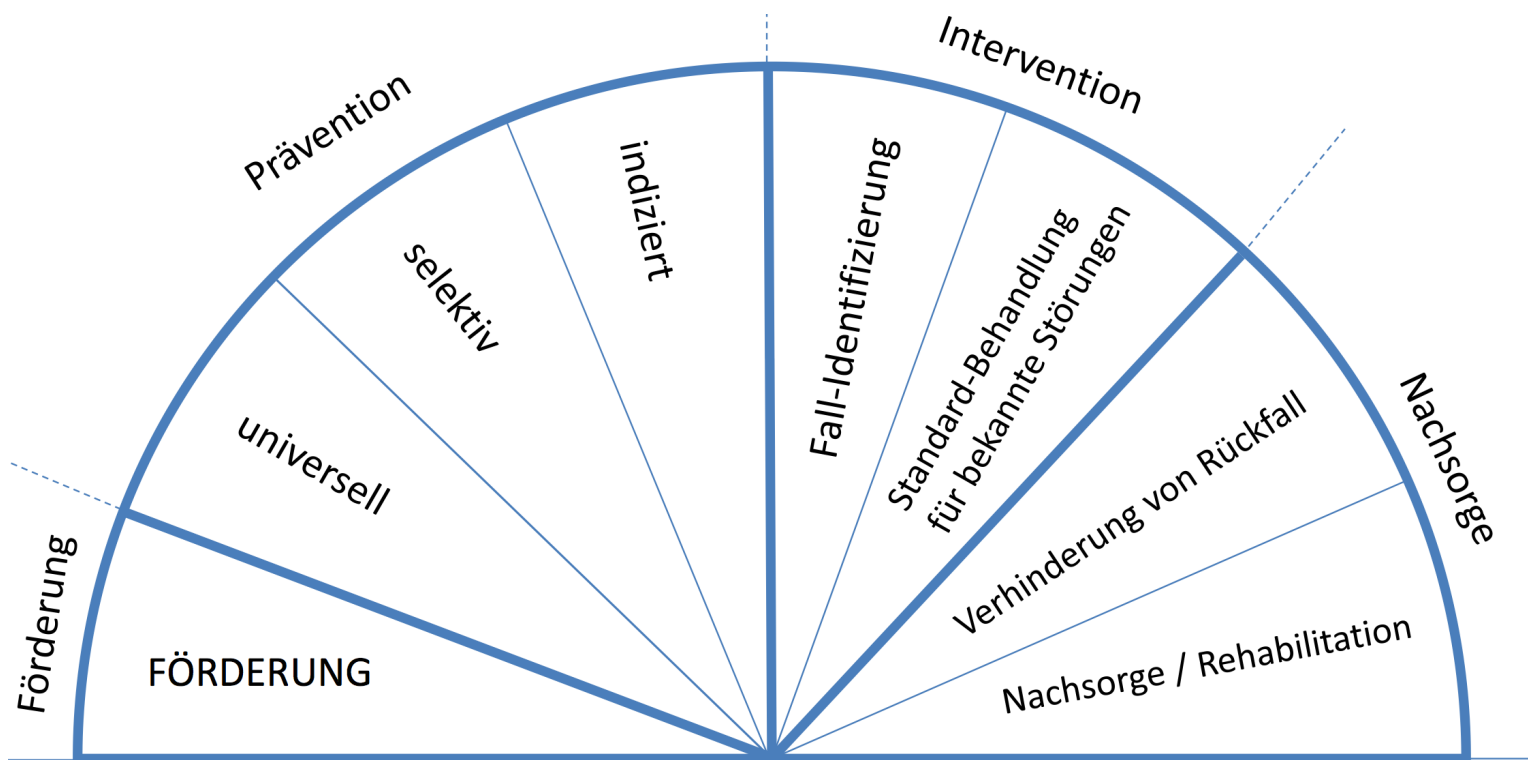 Förderung
FÖRDERUNG
Prävention
universell
selektiv
indiziert
Intervention
Fall-Identifizierung
Standard-Behandlung
für bekannte Störungen
Nachsorge
Verhinderung von Rückfall
Nachsorge / Rehabilitation